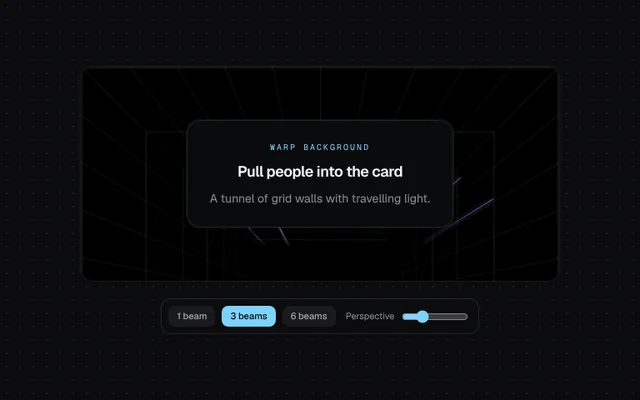 WARP BACKGROUND
Pull people into the card
A tunnel of grid walls with travelling light.
1 beam 3 beams 6 beams Perspective